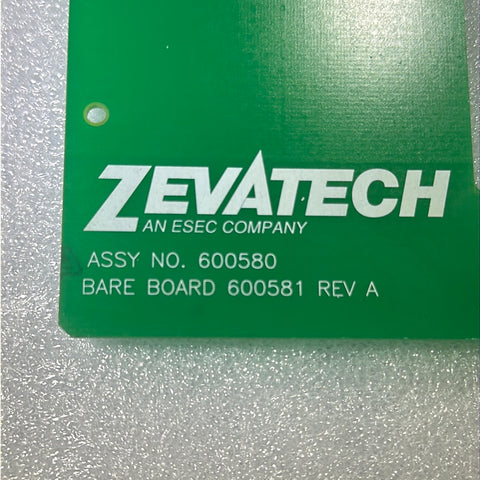 ZEVATECH
AN ESEC COMPANY
ASSY NO. 600580
BARE BOARD 600581 REV A